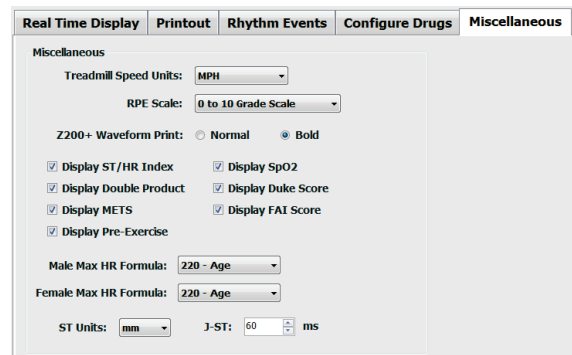 Real Time Display Printout Rhythm Events Configure Drugs Miscellaneous
Miscellaneous
Treadmill Speed Units: MPH
RPE Scale: 0 to 10 Grade Scale
Z200+ Waveform Print: Normal Bold
Display ST/HR Index Display SpO2
Display Double Product Display Duke Score
Display METS Display FAI Score
Display Pre-Exercise
Male Max HR Formula: 220 - Age
Female Max HR Formula: 220 - Age
ST Units: mm J-ST: 60 ms